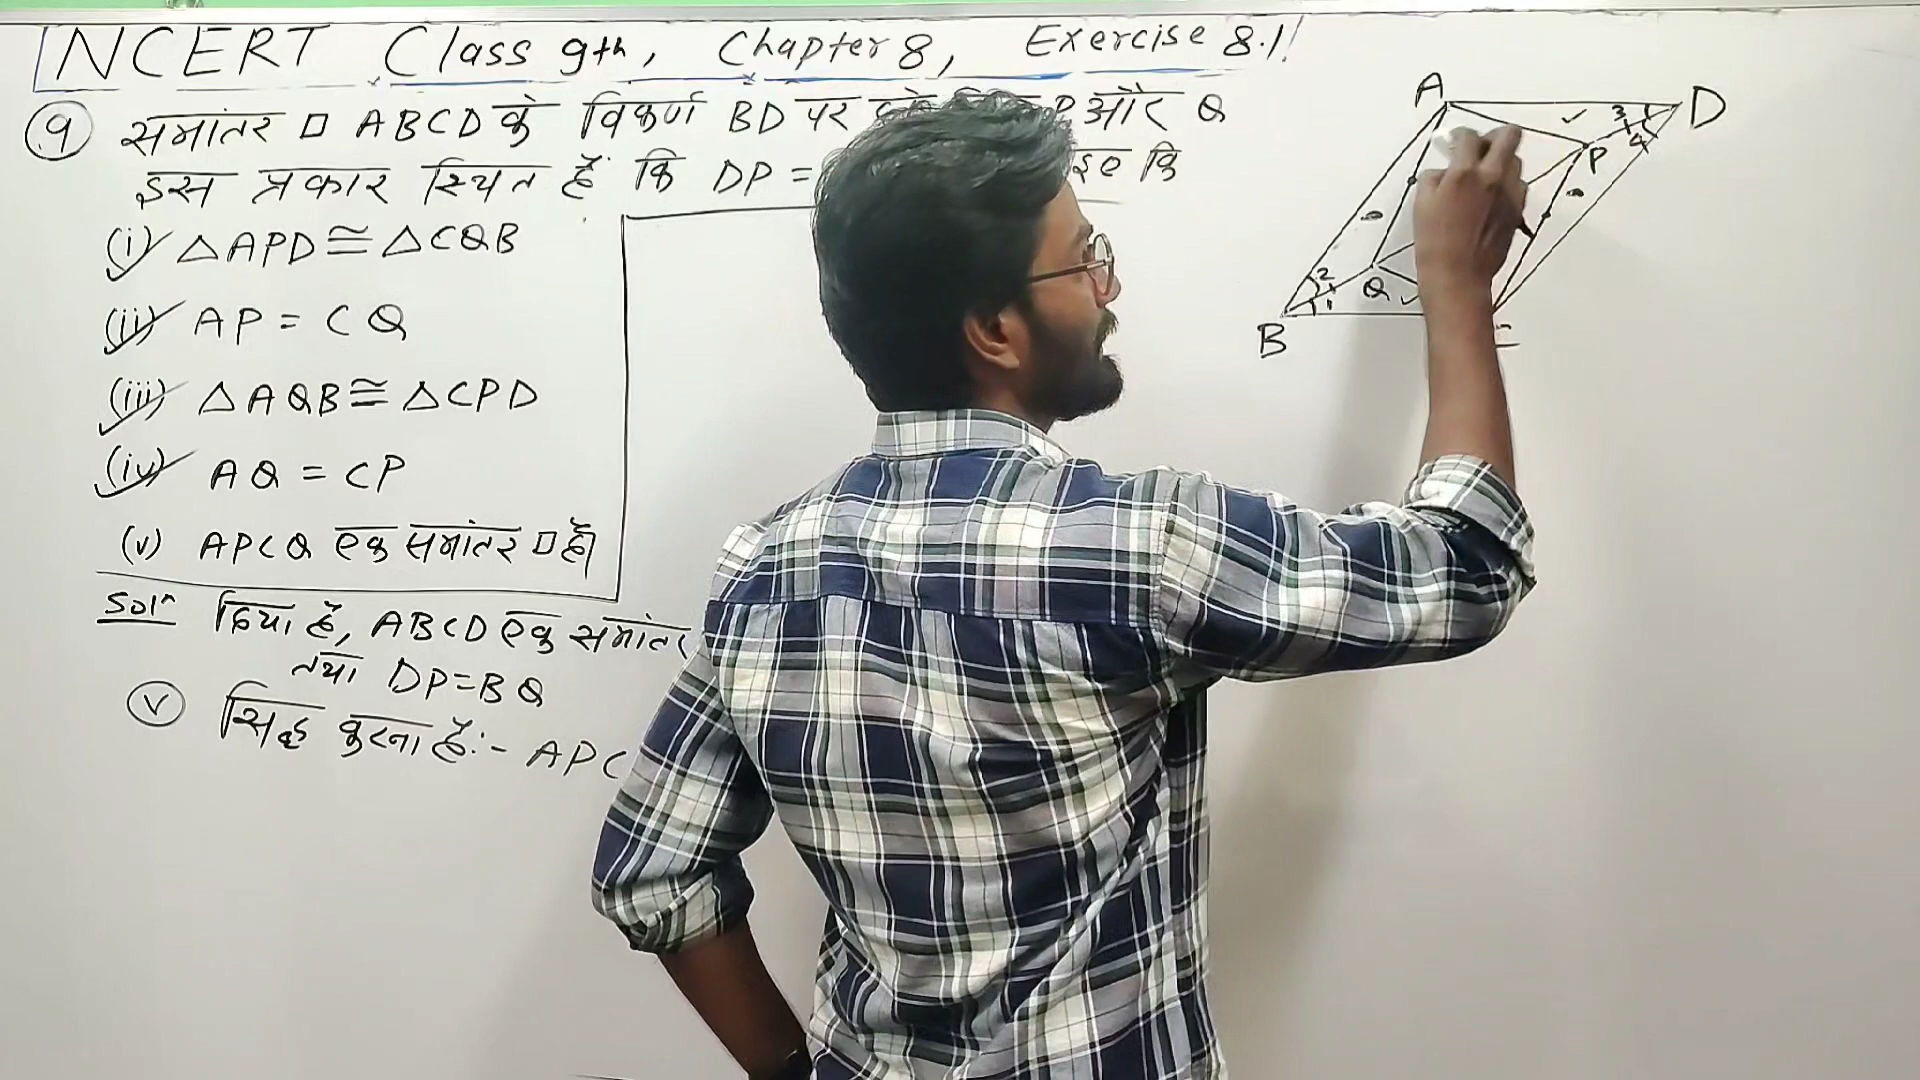 NCERT Class 9th, Chapter 8, Exercise 8.1!
9 समांतर □ ABCD के विकर्ण BD पर P और Q
इस प्रकार स्थित हैं कि DP = कि
(i) △APD ≅ △CQB
(ii) AP = CQ
(iii) △AQB ≅ △CPD
(iv) AQ = CP
(v) APCQ एक समांतर □ है।
Solⁿ दिया है, ABCD एक समांतर
तथा DP=BQ
v सिद्ध करना है:- APC
A
D
3
4
P
2
1
Q
B